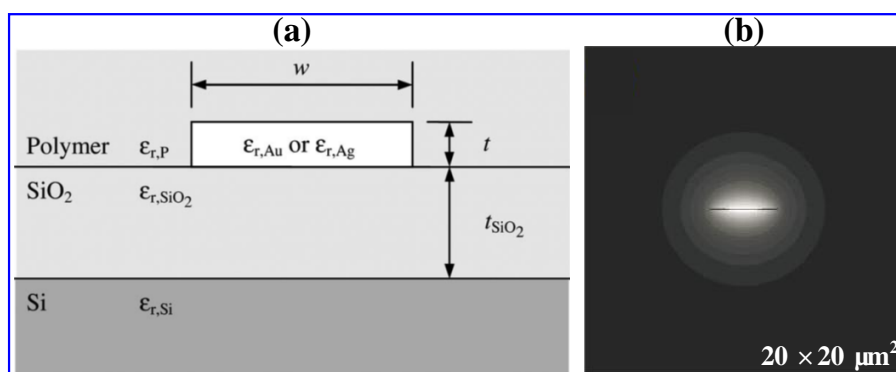 (a)
(b)
w
Polymer εr,P
εr,Au or εr,Ag
t
SiO2 εr,SiO2
tSiO2
Si εr,Si
20 × 20 μm2